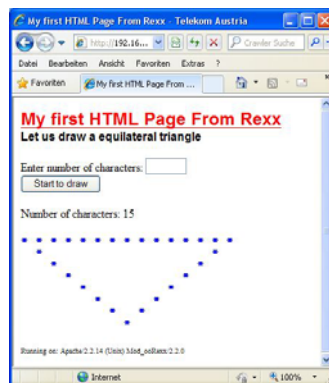 My first HTML Page From Rexx - Telekom Austria
http://192.16...
Crawler Suche
Datei Bearbeiten Ansicht Favoriten Extras ?
Favoriten My first HTML Page From ...
My first HTML Page From Rexx
Let us draw a equilateral triangle
Enter number of characters:
Start to draw
Number of characters: 15
Running on: Apache/2.2.14 (Unix) Mod_ooRexx/2.2.0
Internet 100%